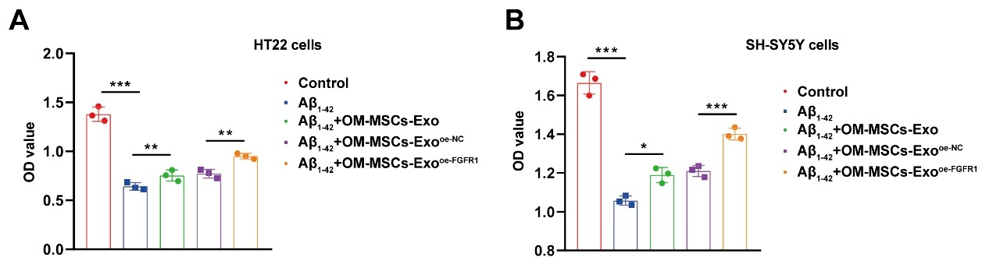 A
HT22 cells
OD value
2.0
1.5
1.0
0.5
0.0
***
**
**
Control
Aβ1-42
Aβ1-42+OM-MSCs-Exo
Aβ1-42+OM-MSCs-Exooe-NC
Aβ1-42+OM-MSCs-Exooe-FGFR1
B
SH-SY5Y cells
OD value
1.8
1.6
1.4
1.2
1.0
0.8
***
*
***
Control
Aβ1-42
Aβ1-42+OM-MSCs-Exo
Aβ1-42+OM-MSCs-Exooe-NC
Aβ1-42+OM-MSCs-Exooe-FGFR1